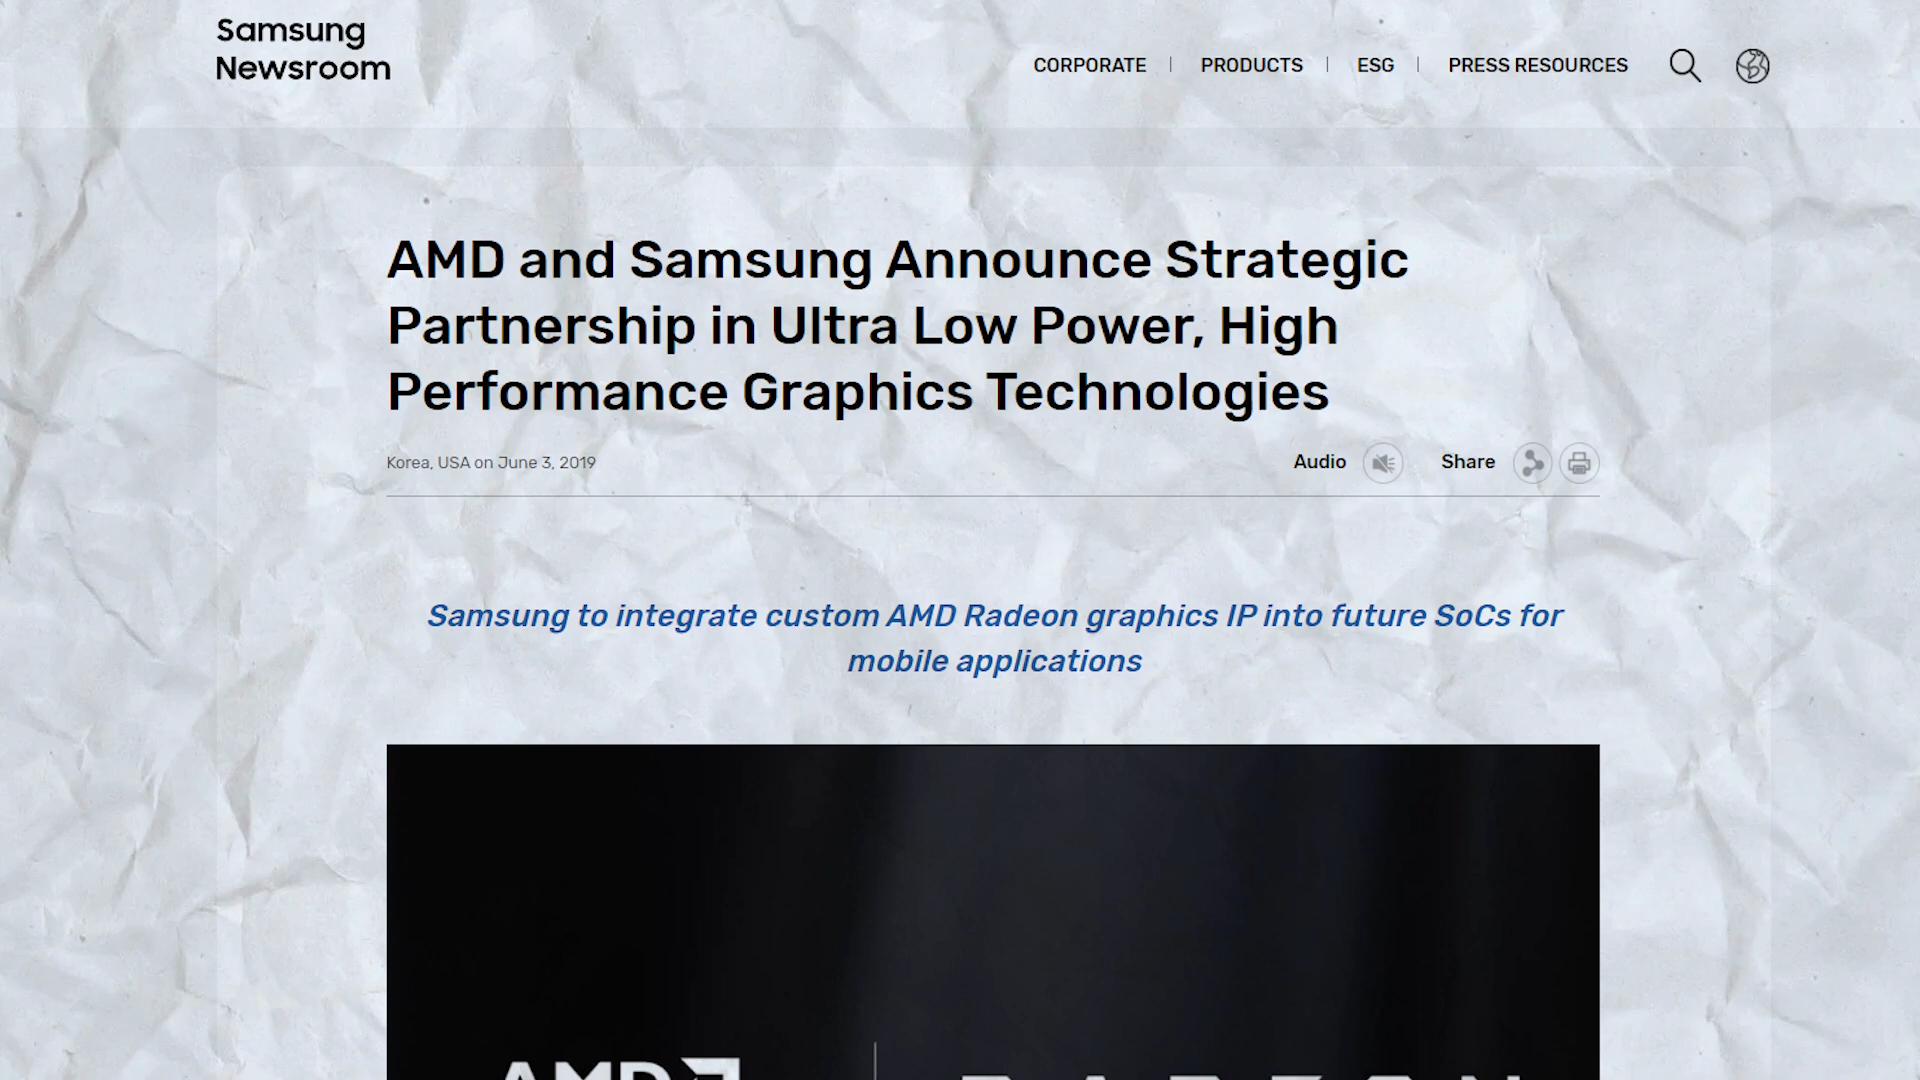 Samsung
Newsroom
CORPORATE | PRODUCTS | ESG | PRESS RESOURCES
AMD and Samsung Announce Strategic
Partnership in Ultra Low Power, High
Performance Graphics Technologies
Korea, USA on June 3, 2019
Audio Share
Samsung to integrate custom AMD Radeon graphics IP into future SoCs for
mobile applications
AMD
RADEON